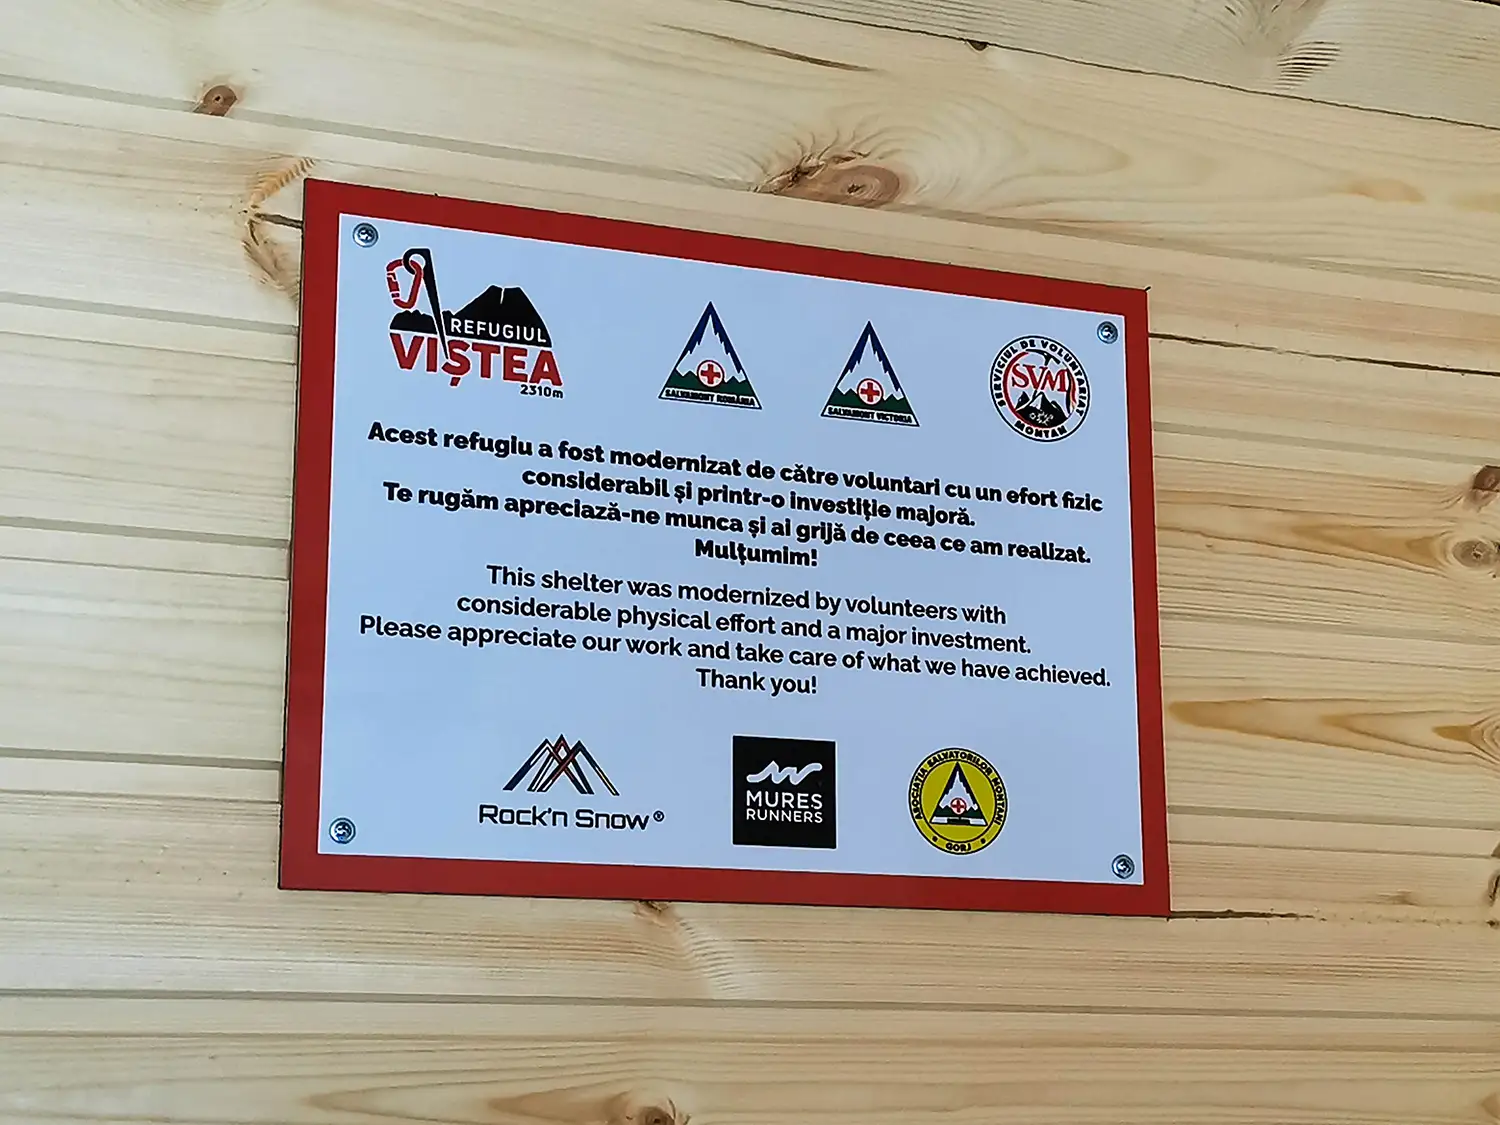 REFUGIUL
VIȘTEA
2310m
SALVAMONT ROMÂNIA
SALVAMONT VICTORIA
SERVICIUL DE VOLUNTARIAT
SVM
MONTAN
Acest refugiu a fost modernizat de către voluntari cu un efort fizic
considerabil și printr-o investiție majoră.
Te rugăm apreciază-ne munca și ai grijă de ceea ce am realizat.
Mulțumim!
This shelter was modernized by volunteers with
considerable physical effort and a major investment.
Please appreciate our work and take care of what we have achieved.
Thank you!
Rock'n Snow®
MURES
RUNNERS
ASOCIAȚIA SALVATORILOR MONTANI
GORJ